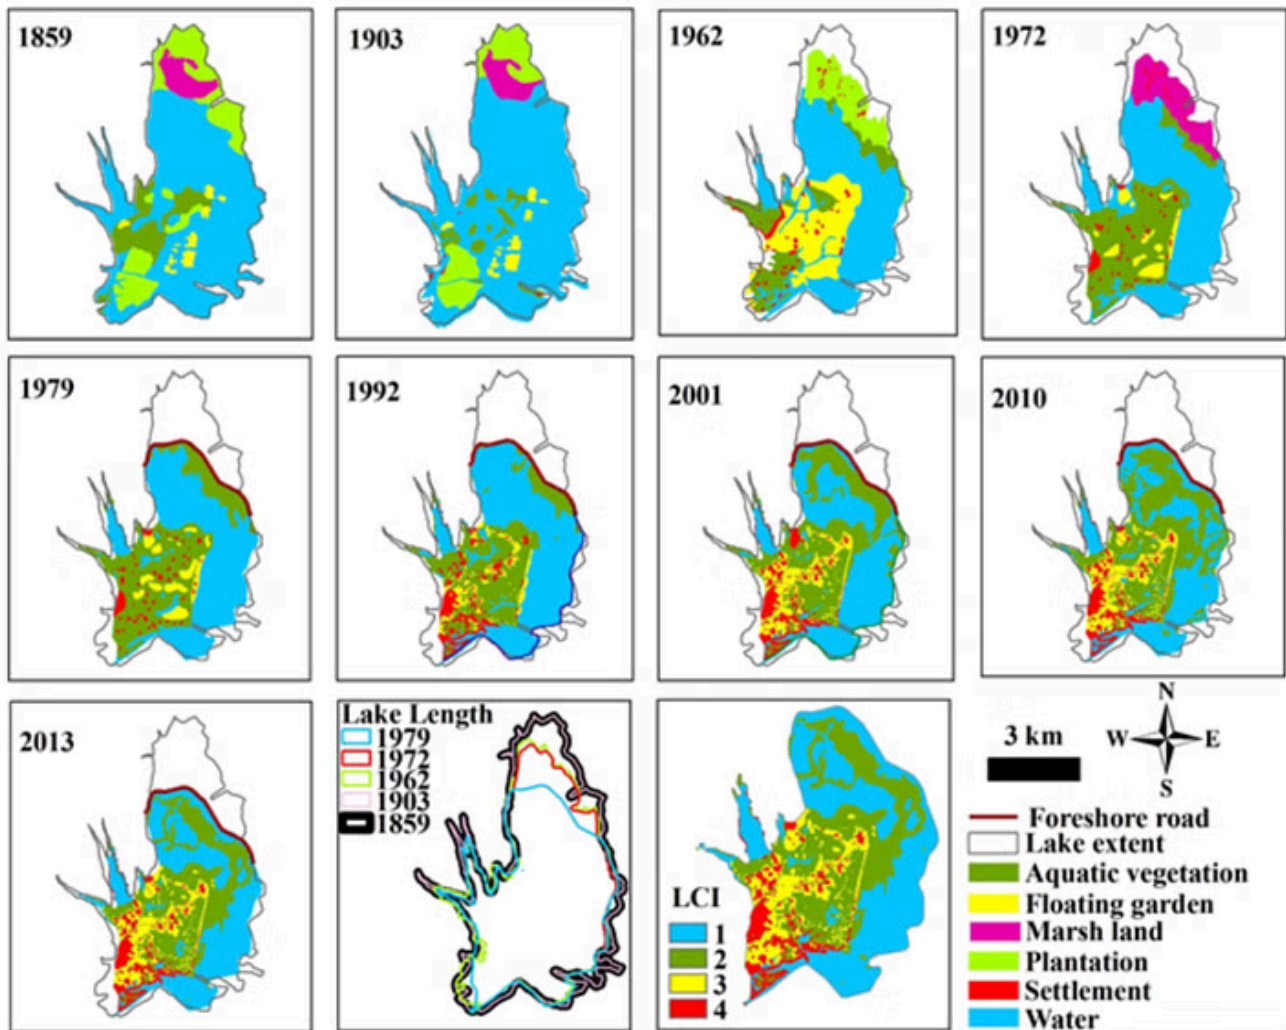 1859
1903
1962
1972
1979
1992
2001
2010
2013
Lake Length
1979
1972
1962
1903
1859
LCI
1
2
3
4
N
W E
S
3 km
Foreshore road
Lake extent
Aquatic vegetation
Floating garden
Marsh land
Plantation
Settlement
Water